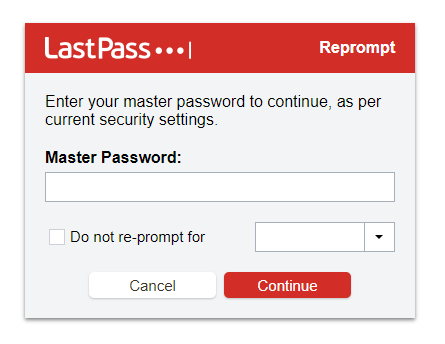 LastPass
Reprompt
Enter your master password to continue, as per
current security settings.
Master Password:
Do not re-prompt for
Cancel
Continue